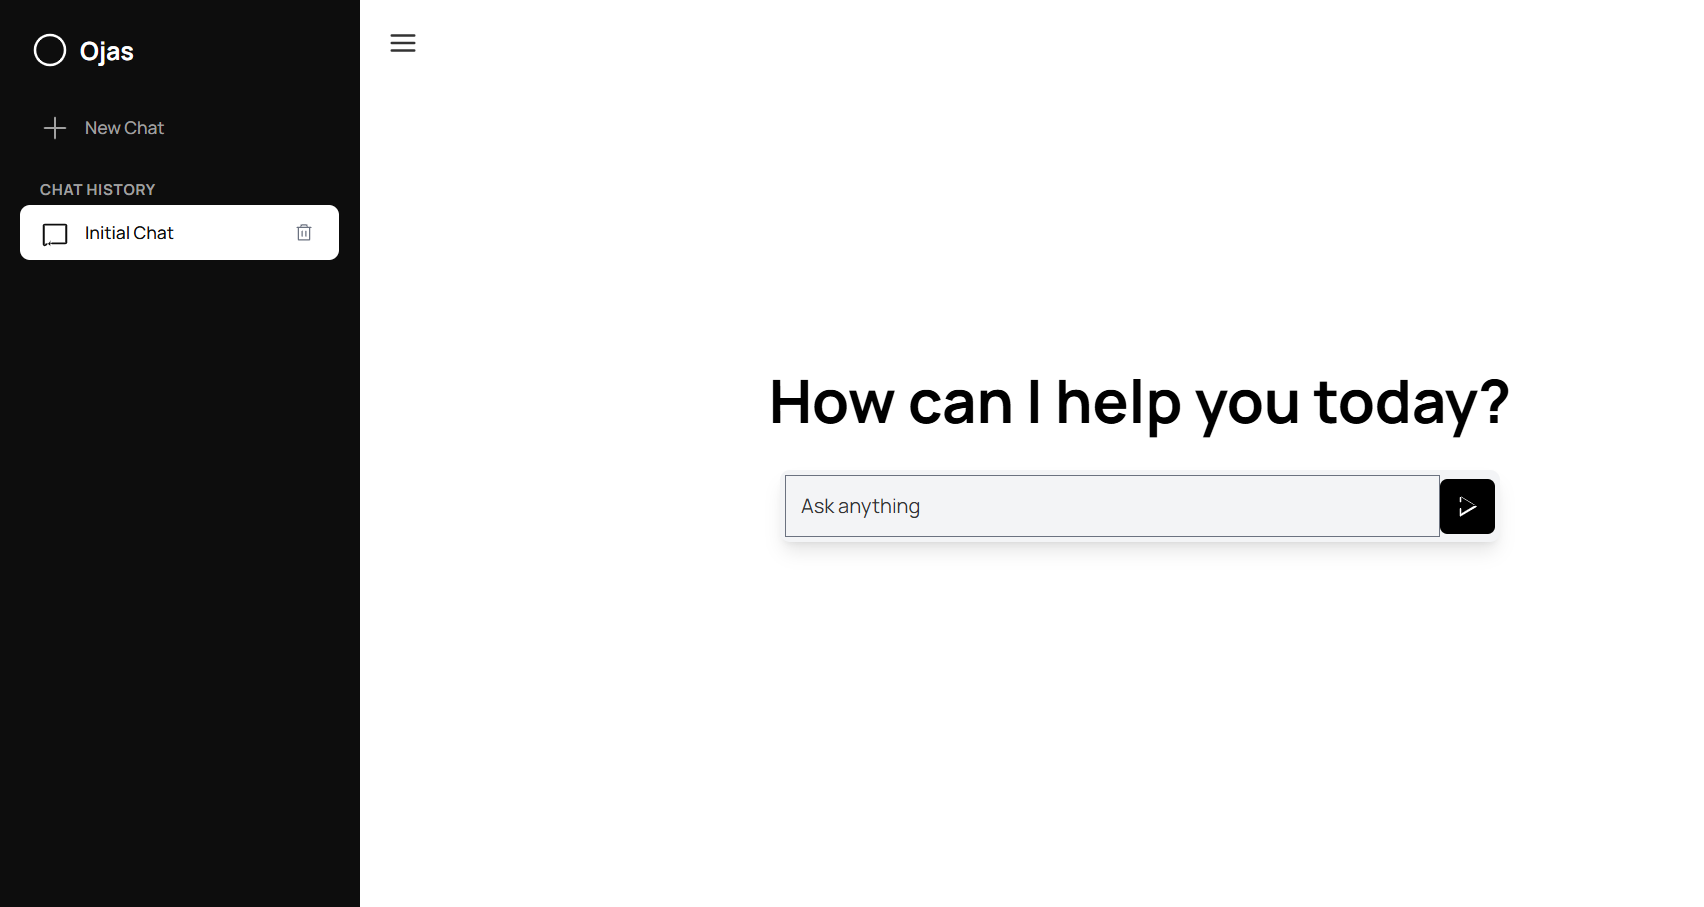 Ojas
New Chat
CHAT HISTORY
Initial Chat
How can I help you today?
Ask anything